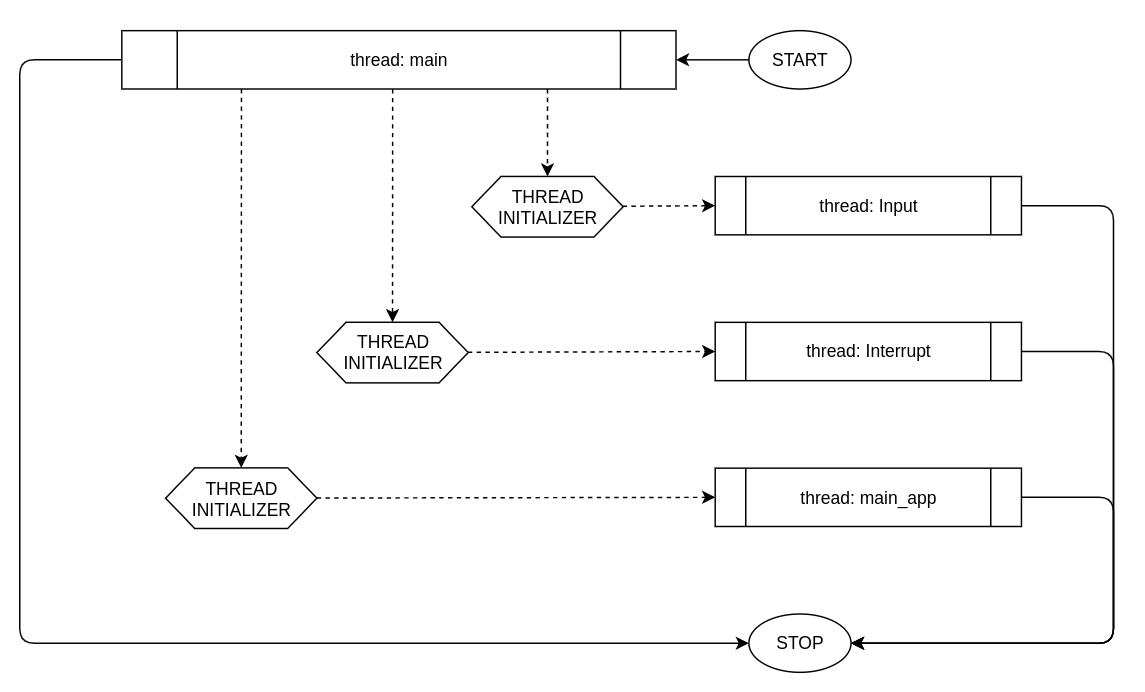 thread: main
START
THREAD
INITIALIZER
thread: Input
THREAD
INITIALIZER
thread: Interrupt
THREAD
INITIALIZER
thread: main_app
STOP